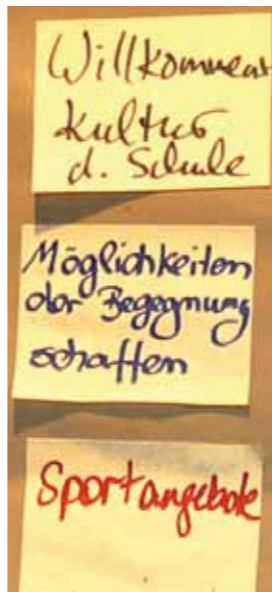 Willkommens
Kultur
d. Schule
Möglichkeiten
der Begegnung
schaffen
Sportangebote